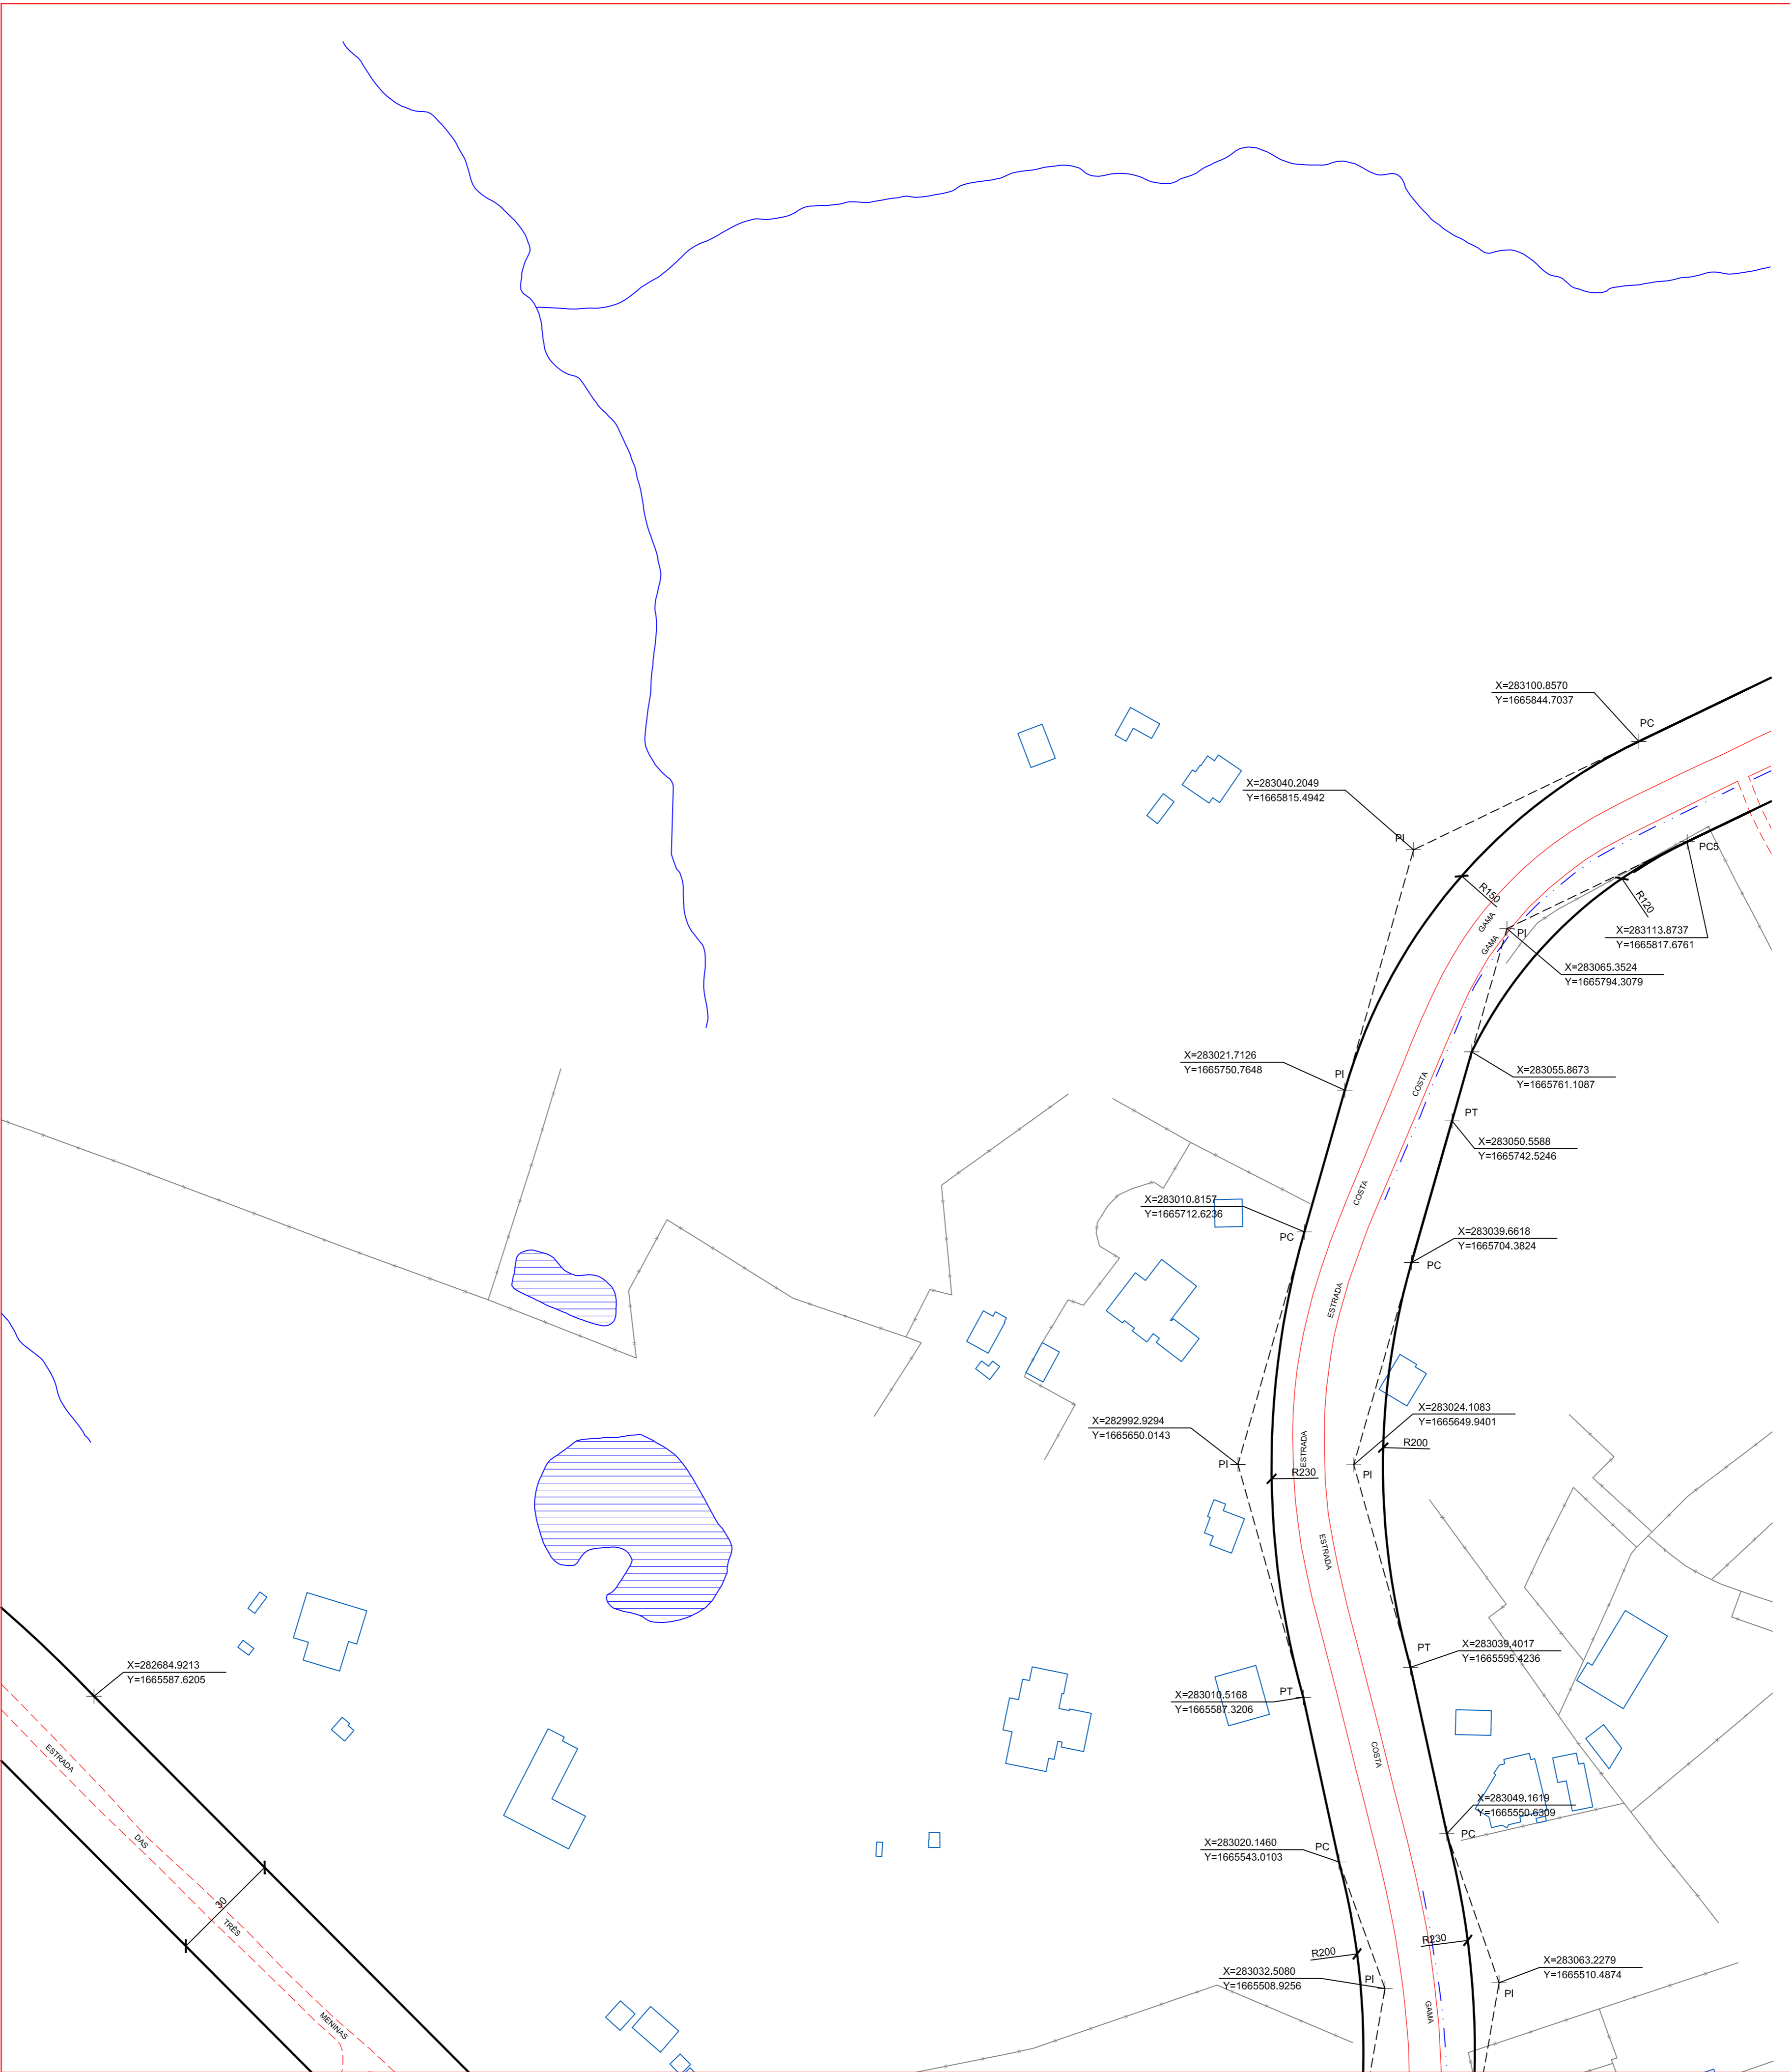 X=283100.8570
Y=1665844.7037
PC
X=283040.2049
Y=1665815.4942
PI
PC5
R150
R120
GAMA
GAMA
PI
X=283113.8737
Y=1665817.6761
X=283065.3524
Y=1665794.3079
X=283021.7126
Y=1665750.7648
PI
X=283055.8673
Y=1665761.1087
COSTA
PT
X=283050.5588
Y=1665742.5246
COSTA
X=283010.8157
Y=1665712.6236
PC
X=283039.6618
Y=1665704.3824
PC
ESTRADA
X=283024.1083
Y=1665649.9401
X=282992.9294
Y=1665650.0143
R200
ESTRADA
PI
R230
PI
ESTRADA
X=283039.4017
Y=1665595.4236
PT
X=282684.9213
Y=1665587.6205
X=283010.5168
Y=1665587.3206
PT
ESTRADA
COSTA
X=283049.1619
Y=1665550.6309
PC
DAS
X=283020.1460
Y=1665543.0103
PC
30
TRÊS
R230
R200
X=283063.2279
Y=1665510.4874
PI
X=283032.5080
Y=1665508.9256
PI
GAMA
MENINAS